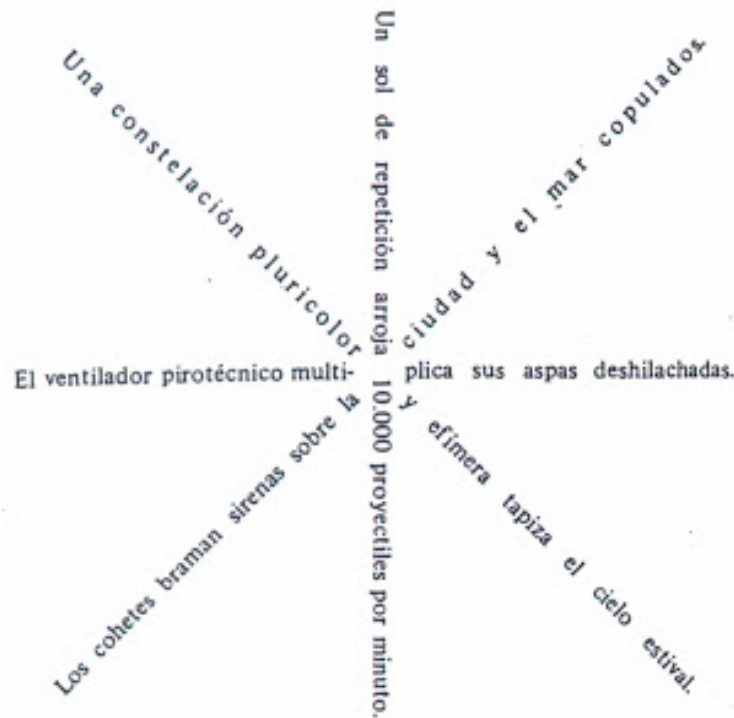 Un sol de repetición arroja 10.000 proyectiles por minuto.
Una constelación pluricolor y efímera tapiza el cielo estival.
El ventilador pirotécnico multi- plica sus aspas deshilachadas.
Los cohetes braman sirenas sobre la ciudad y el mar copulados.